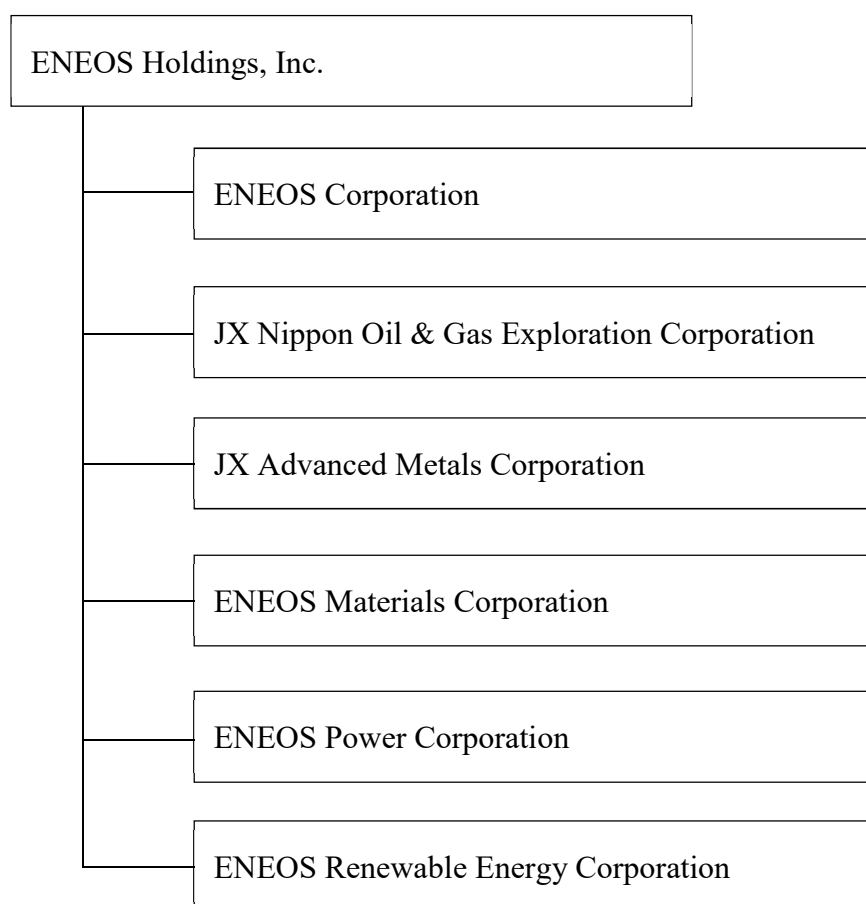 ENEOS Holdings, Inc.
ENEOS Corporation
JX Nippon Oil & Gas Exploration Corporation
JX Advanced Metals Corporation
ENEOS Materials Corporation
ENEOS Power Corporation
ENEOS Renewable Energy Corporation